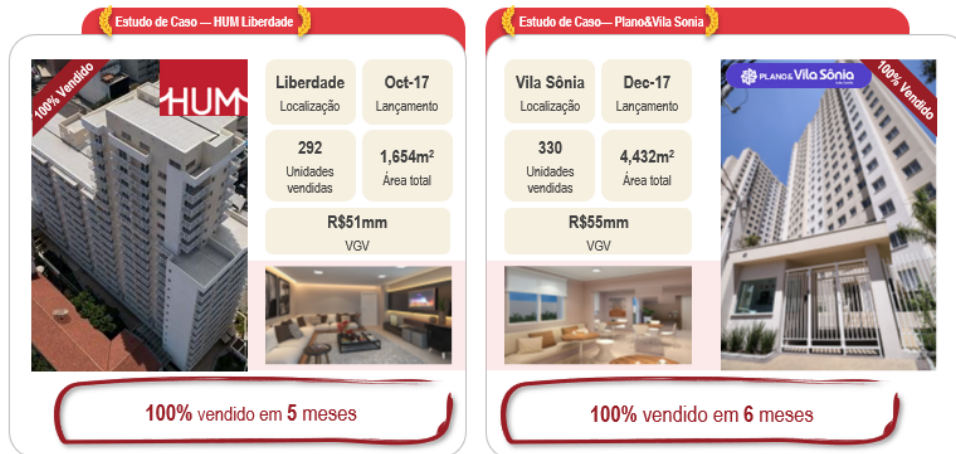 Estudo de Caso — HUM Liberdade
100% Vendido
HUM
Liberdade
Localização
Oct-17
Lançamento
292
Unidades
vendidas
1,654m²
Área total
R$51mm
VGV
100% vendido em 5 meses
Estudo de Caso— Plano&Vila Sonia
Vila Sônia
Localização
Dec-17
Lançamento
330
Unidades
vendidas
4,432m²
Área total
R$55mm
VGV
PLANO& Vila Sônia
100% Vendido
100% vendido em 6 meses